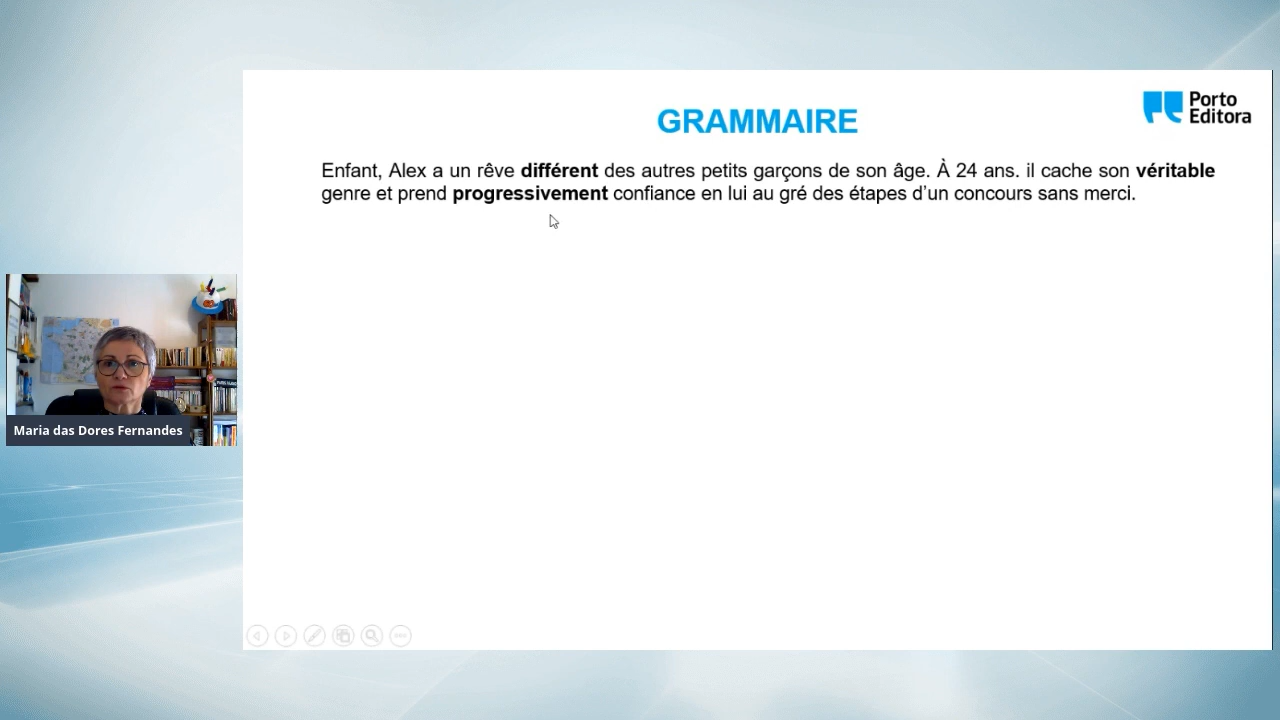 GRAMMAIRE
Porto
Editora
Enfant, Alex a un rêve différent des autres petits garçons de son âge. À 24 ans. il cache son véritable
genre et prend progressivement confiance en lui au gré des étapes d'un concours sans merci.
Maria das Dores Fernandes